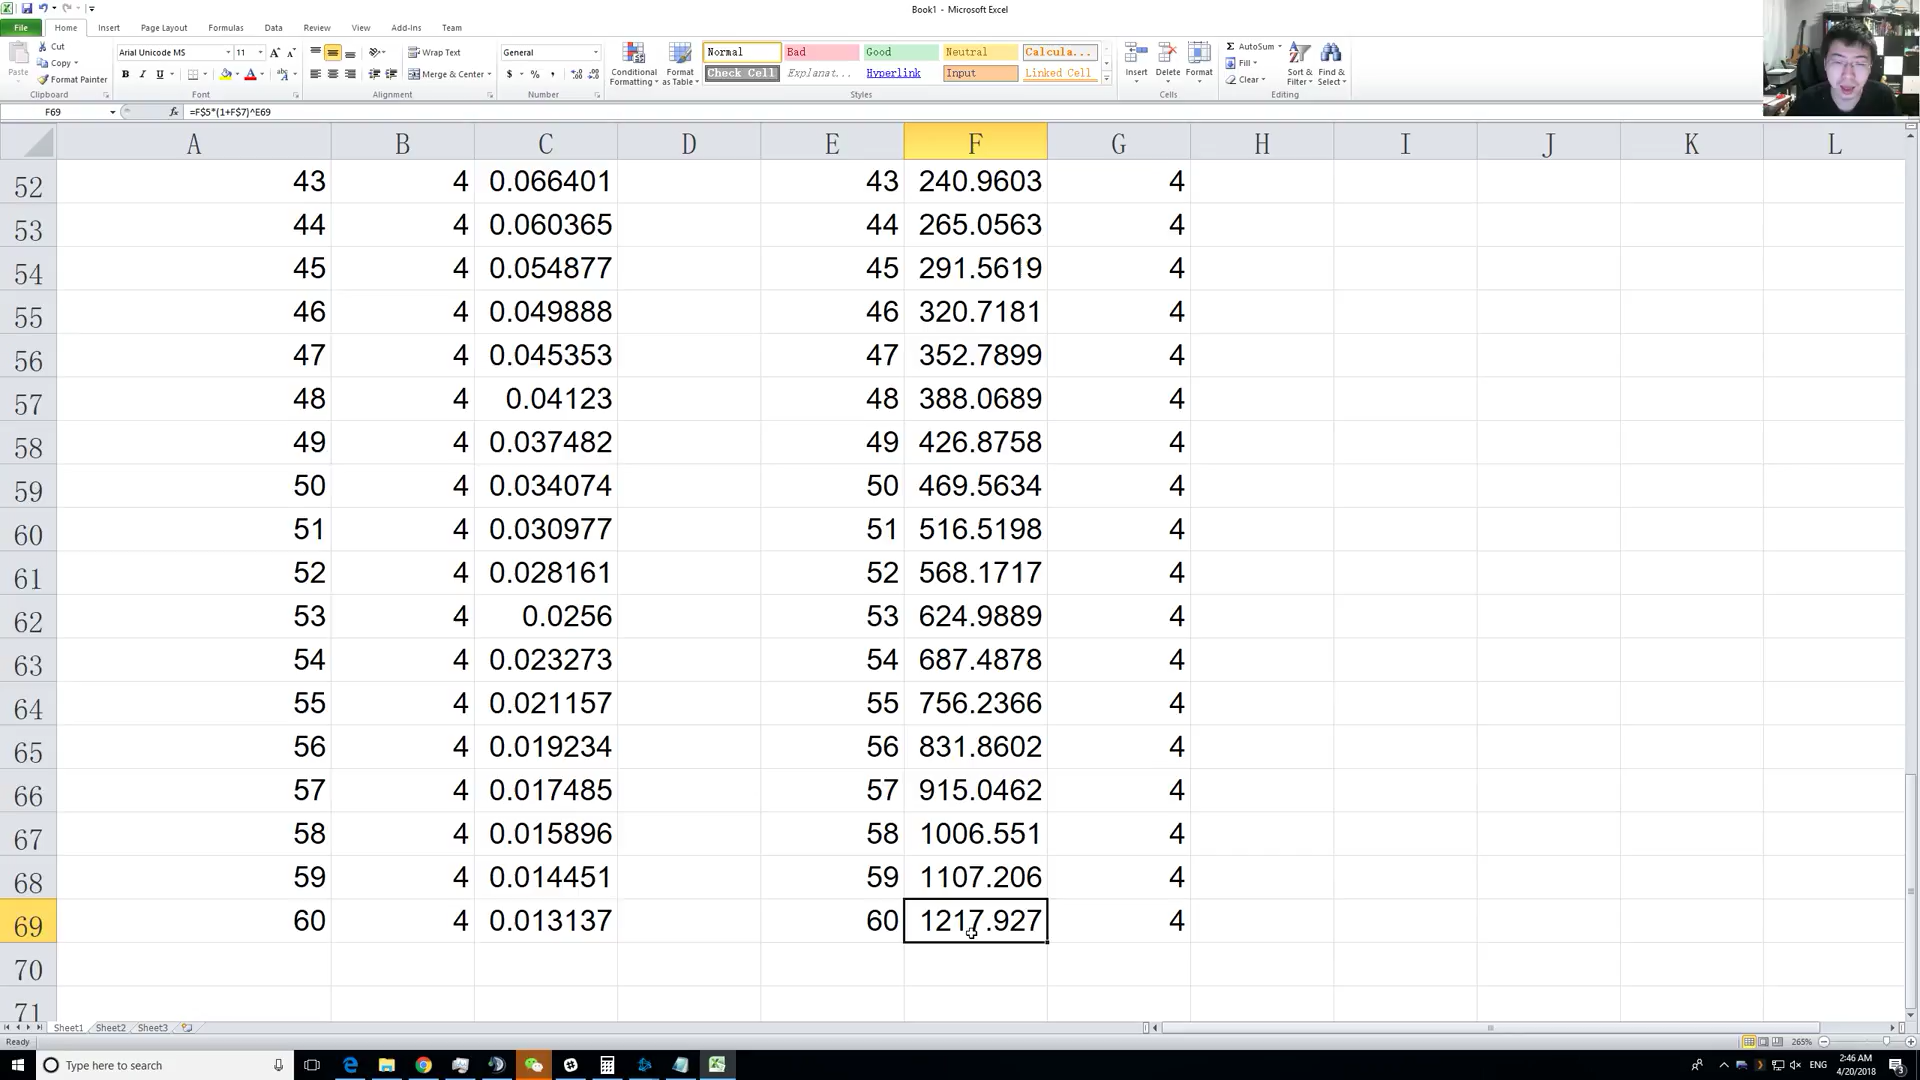 Book1 - Microsoft Excel
File Home Insert Page Layout Formulas Data Review View Add-Ins Team
Cut
Copy
Format Painter
Paste
Clipboard
Arial Unicode MS 11
B I U
Font
Wrap Text
Merge & Center
Alignment
General
$ % ,
Number
Conditional Formatting
Format as Table
Normal Bad Good Neutral Calcula...
Check Cell Explanat... Hyperlink Input Linked Cell
Styles
Insert Delete Format
Cells
AutoSum
Fill
Clear
Sort & Filter
Find & Select
Editing
F69 fx =F$5*(1+F$7)^E69
A B C D E F G H I J K L
52 43 4 0.066401 43 240.9603 4
53 44 4 0.060365 44 265.0563 4
54 45 4 0.054877 45 291.5619 4
55 46 4 0.049888 46 320.7181 4
56 47 4 0.045353 47 352.7899 4
57 48 4 0.04123 48 388.0689 4
58 49 4 0.037482 49 426.8758 4
59 50 4 0.034074 50 469.5634 4
60 51 4 0.030977 51 516.5198 4
61 52 4 0.028161 52 568.1717 4
62 53 4 0.0256 53 624.9889 4
63 54 4 0.023273 54 687.4878 4
64 55 4 0.021157 55 756.2366 4
65 56 4 0.019234 56 831.8602 4
66 57 4 0.017485 57 915.0462 4
67 58 4 0.015896 58 1006.551 4
68 59 4 0.014451 59 1107.206 4
69 60 4 0.013137 60 1217.927 4
70
71
Sheet1 Sheet2 Sheet3
Ready 265%
Type here to search
ENG
2:46 AM
4/20/2018